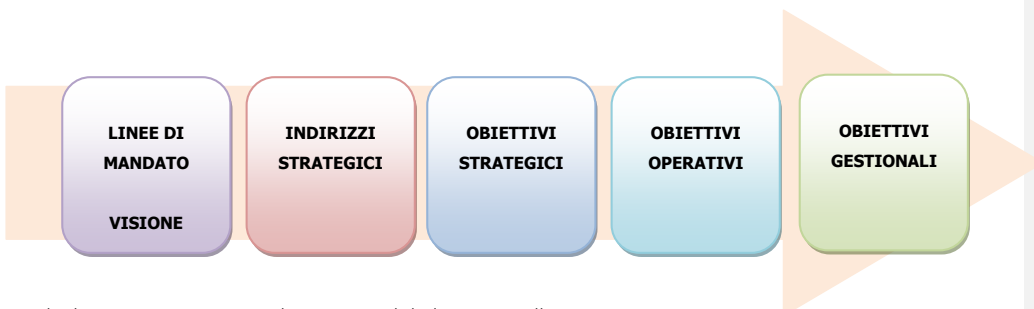 LINEE DI
MANDATO
VISIONE
INDIRIZZI
STRATEGICI
OBIETTIVI
STRATEGICI
OBIETTIVI
OPERATIVI
OBIETTIVI
GESTIONALI